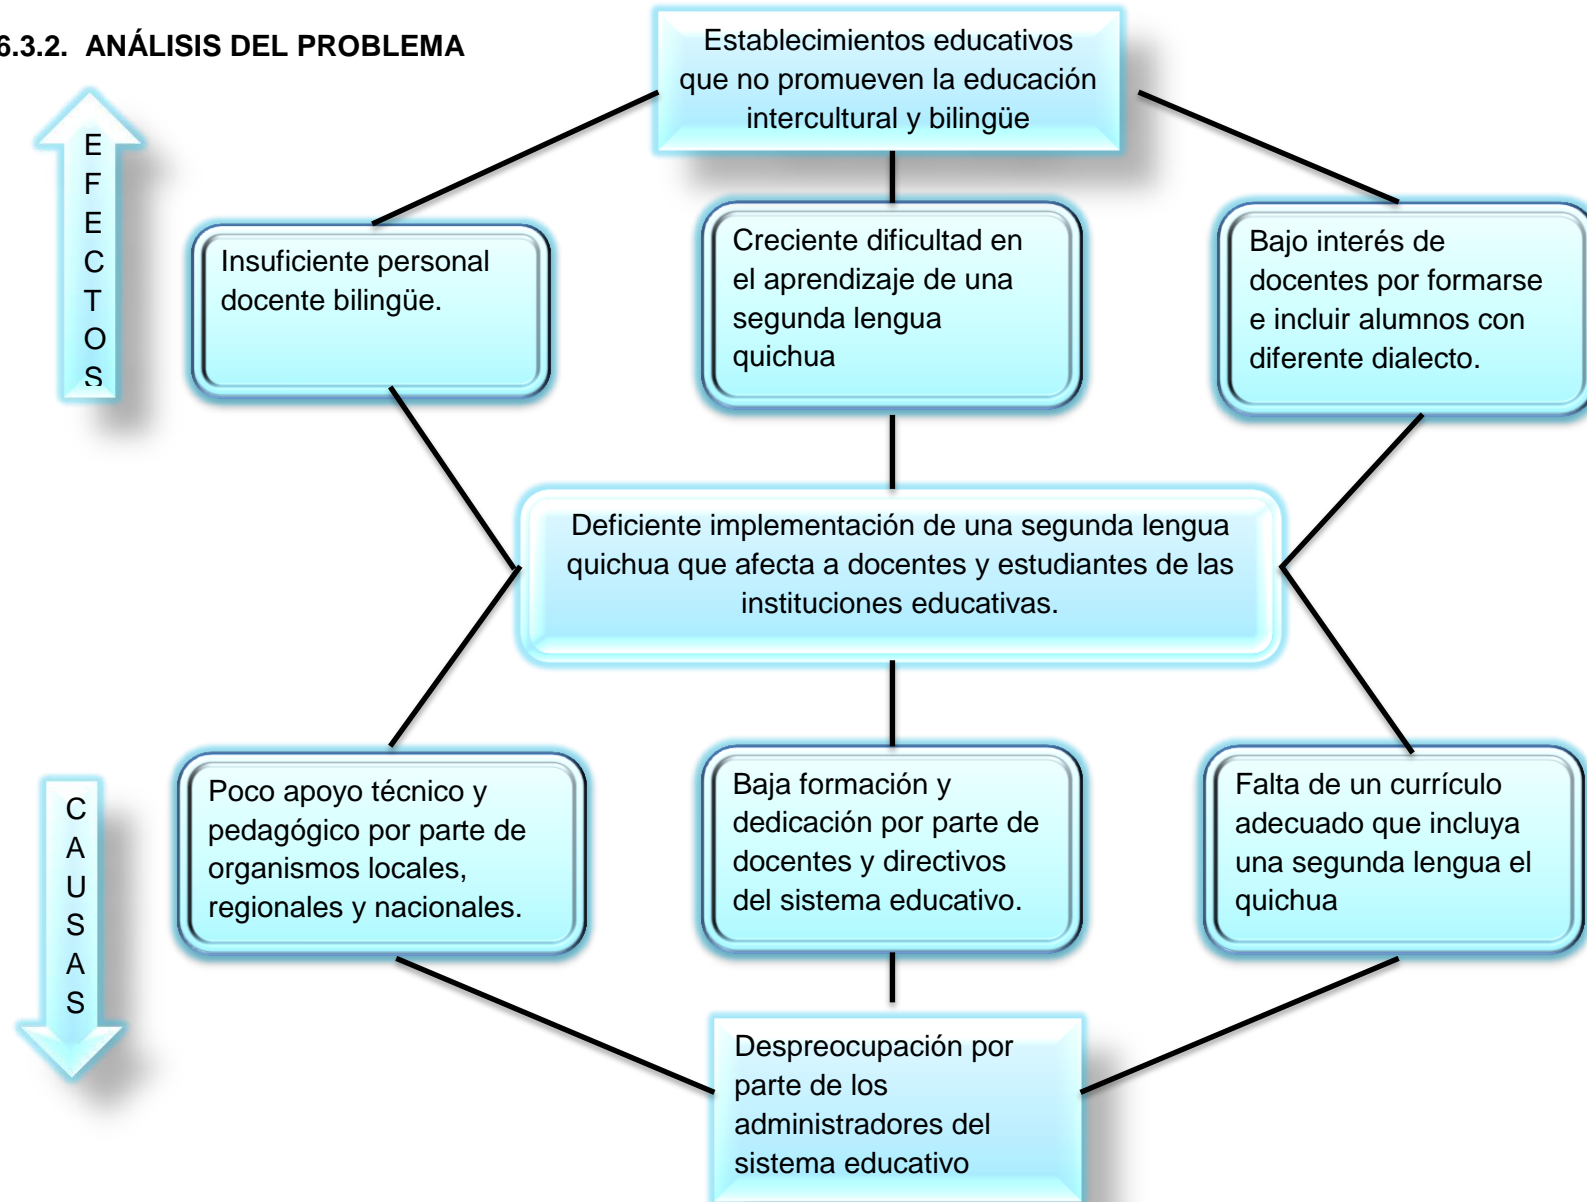 6.3.2. ANÁLISIS DEL PROBLEMA
Establecimientos educativos
que no promueven la educación
intercultural y bilingüe
E
F
E
C
T
O
S
Insuficiente personal
docente bilingüe.
Creciente dificultad en
el aprendizaje de una
segunda lengua
quichua
Bajo interés de
docentes por formarse
e incluir alumnos con
diferente dialecto.
Deficiente implementación de una segunda lengua
quichua que afecta a docentes y estudiantes de las
instituciones educativas.
C
A
U
S
A
S
Poco apoyo técnico y
pedagógico por parte de
organismos locales,
regionales y nacionales.
Baja formación y
dedicación por parte de
docentes y directivos
del sistema educativo.
Falta de un currículo
adecuado que incluya
una segunda lengua el
quichua
Despreocupación por
parte de los
administradores del
sistema educativo